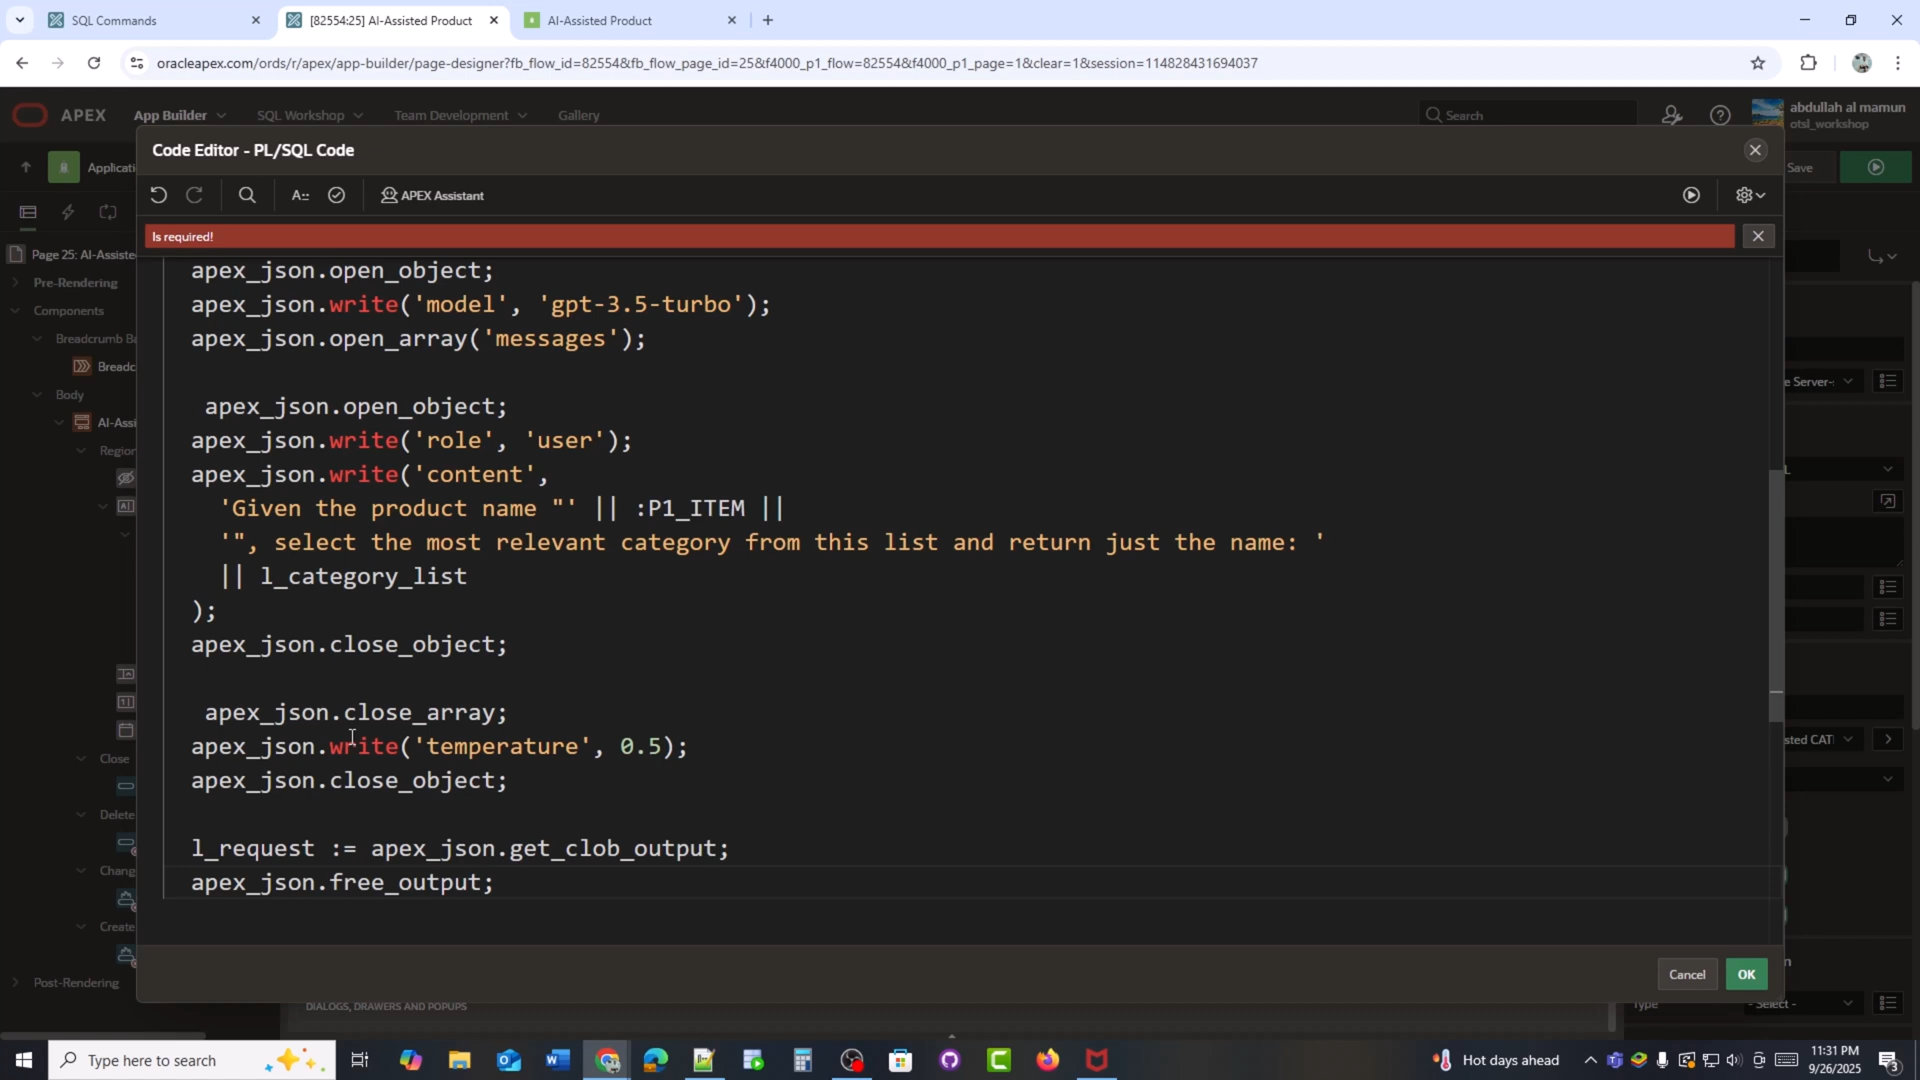 SQL Commands
[82554:25] AI-Assisted Product
AI-Assisted Product
oracleapex.com/ords/r/apex/app-builder/page-designer?fb_flow_id=82554&fb_flow_page_id=25&f4000_p1_flow=82554&f4000_p1_page=1&clear=1&session=114828431694037
APEX
App Builder
SQL Workshop
Team Development
Gallery
Search
abdullah al mamun
otsl_workshop
Code Editor - PL/SQL Code
Applicati
Save
APEX Assistant
Is required!
Page 25: AI-Assiste
Pre-Rendering
Components
Breadcrumb Ba
Breadc
Body
AI-Assi
Region
Close
Delete
Chang
Create
Post-Rendering
apex_json.open_object;
apex_json.write('model', 'gpt-3.5-turbo');
apex_json.open_array('messages');
apex_json.open_object;
apex_json.write('role', 'user');
apex_json.write('content',
'Given the product name "' || :P1_ITEM ||
'", select the most relevant category from this list and return just the name: '
|| l_category_list
);
apex_json.close_object;
apex_json.close_array;
apex_json.write('temperature', 0.5);
apex_json.close_object;
l_request := apex_json.get_clob_output;
apex_json.free_output;
e Server-
L
sted CATI
n
Cancel
OK
DIALOGS, DRAWERS AND POPUPS
Type
- Select -
Type here to search
Hot days ahead
11:31 PM
9/26/2025
3